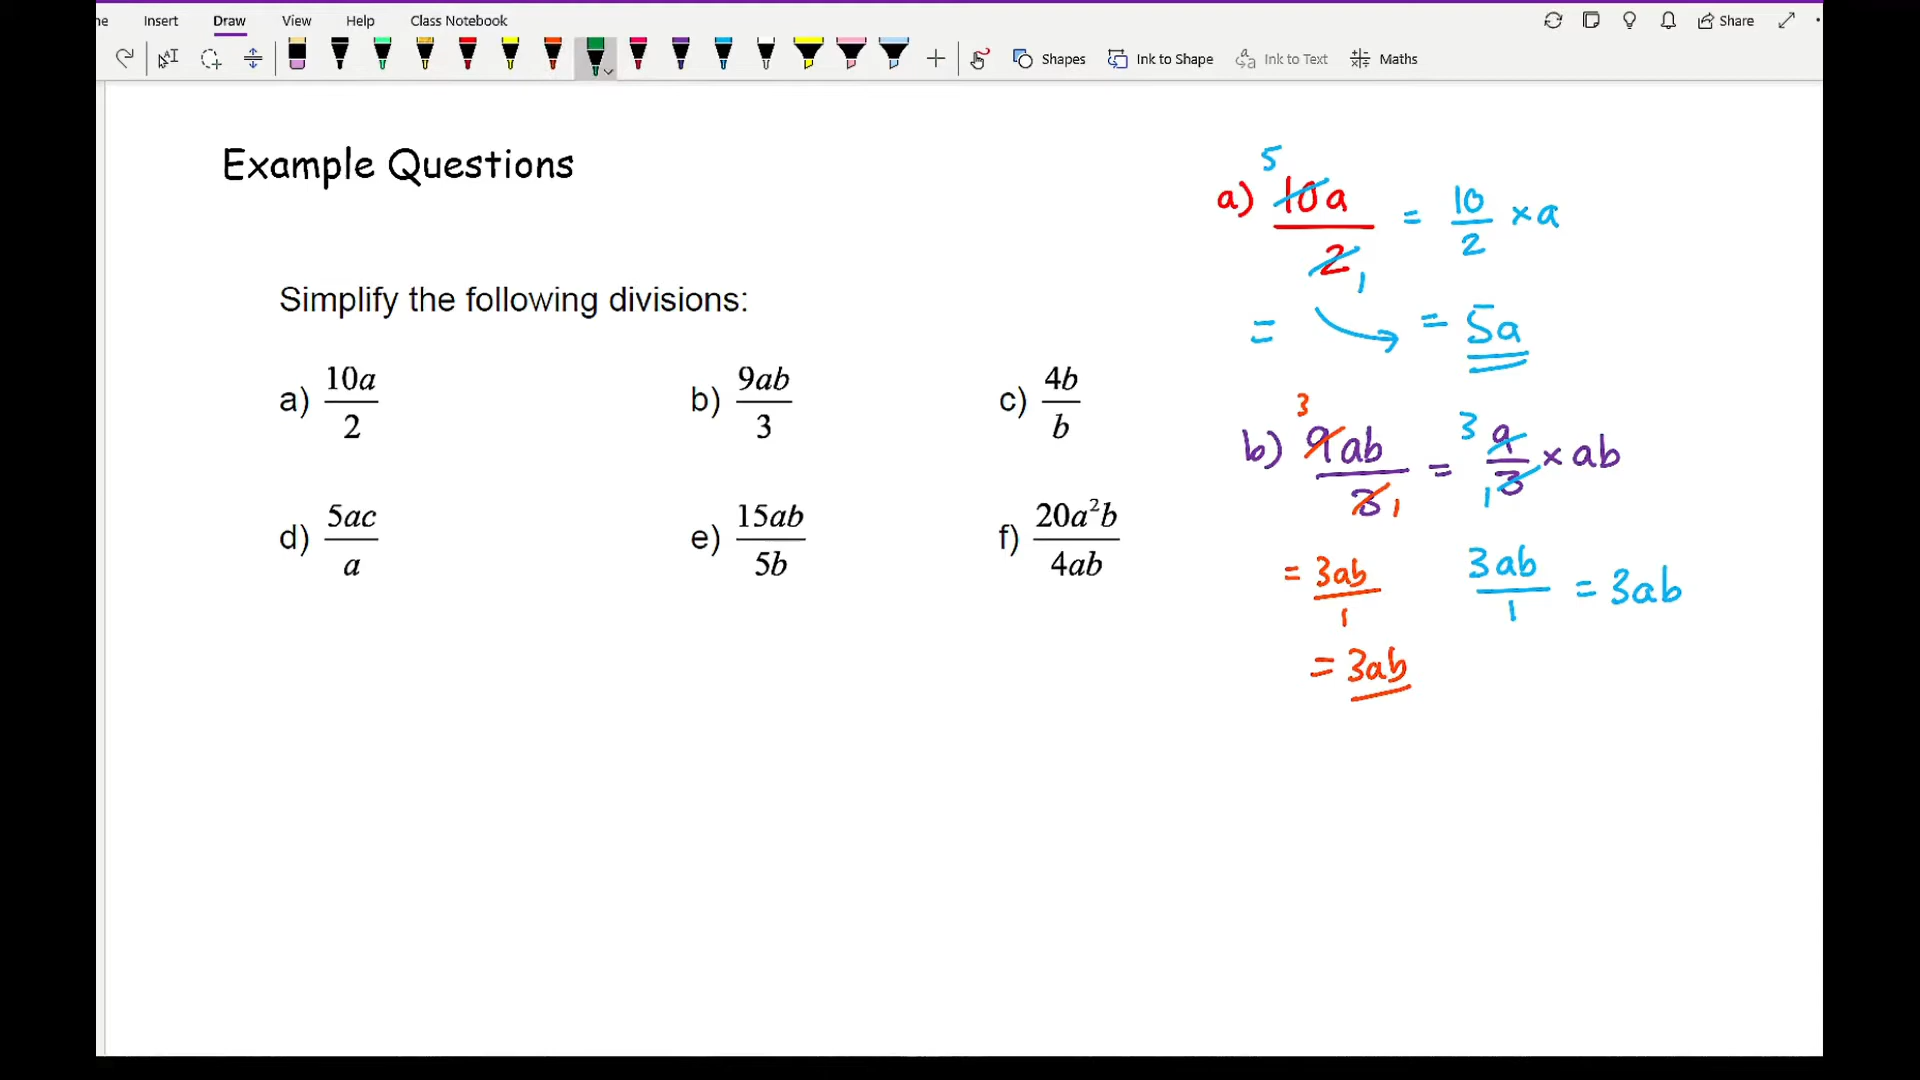 Insert Draw View Help Class Notebook Share
Shapes Ink to Shape Ink to Text Maths
Example Questions
Simplify the following divisions:
a) 10a/2 b) 9ab/3 c) 4b/b
d) 5ac/a e) 15ab/5b f) 20a²b/4ab
5
a) 10a/2 = 10/2 × a
1
= = 5a
3 3
b) 9ab/3 = 9/3 × ab
1 1
= 3ab/1 3ab/1 = 3ab
= 3ab